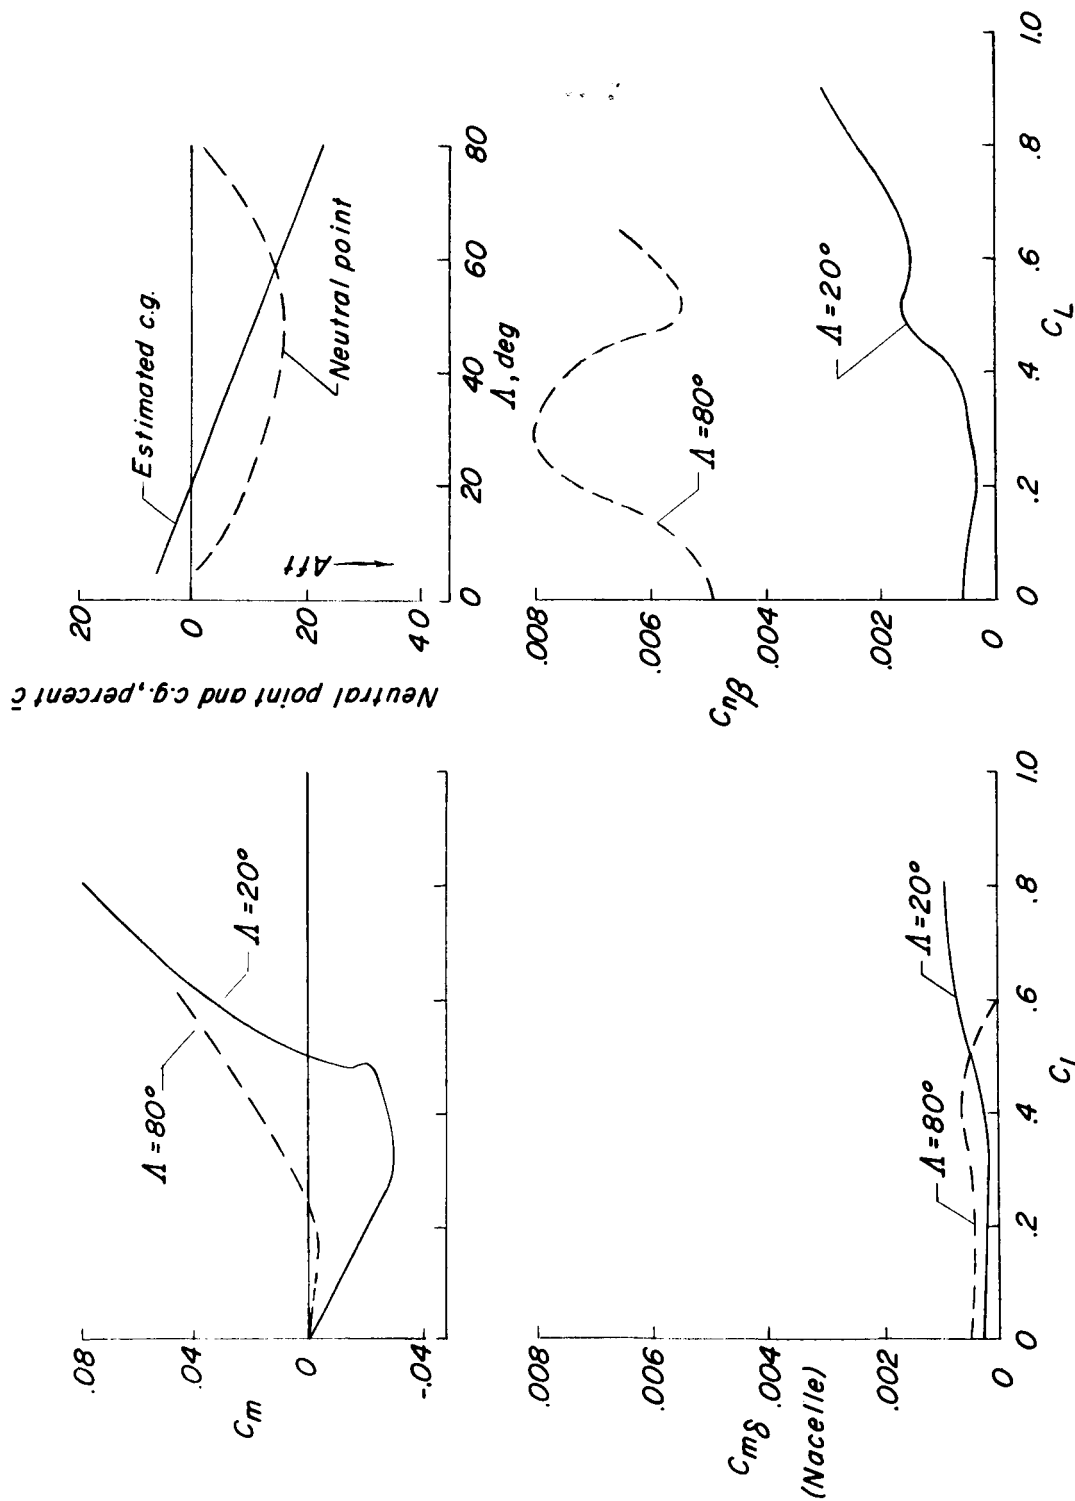 .08
.04
0
-.04
Cm
Λ=80°
Λ=20°
20
0
20
40
Neutral point and c.g., percent c̄
Estimated c.g.
Neutral point
Aft
0 20 40 60 80
Λ, deg
.008
.006
.004
.002
0
Cmδ
(Nacelle)
Λ=80°
Λ=20°
0 .2 .4 .6 .8 1.0
CL
.008
.006
.004
.002
0
Cnβ
Λ=80°
Λ=20°
0 .2 .4 .6 .8 1.0
CL